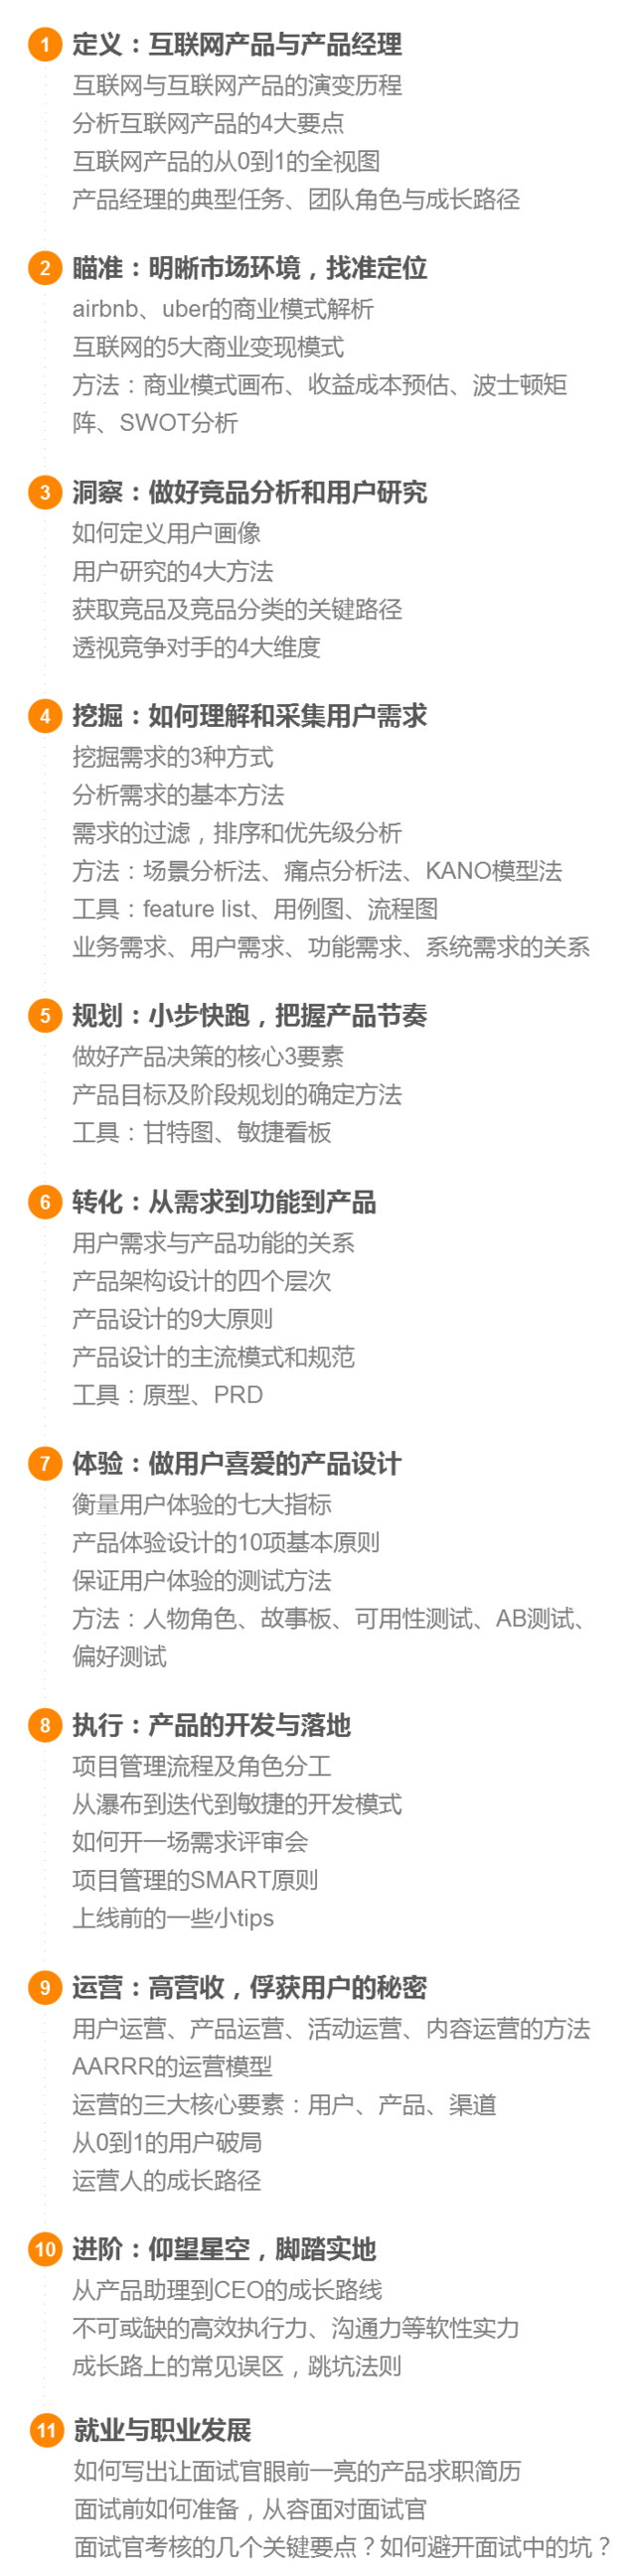 1 定义：互联网产品与产品经理
互联网与互联网产品的演变历程
分析互联网产品的4大要点
互联网产品的从0到1的全视图
产品经理的典型任务、团队角色与成长路径
2 瞄准：明晰市场环境，找准定位
airbnb、uber的商业模式解析
互联网的5大商业变现模式
方法：商业模式画布、收益成本预估、波士顿矩
阵、SWOT分析
3 洞察：做好竞品分析和用户研究
如何定义用户画像
用户研究的4大方法
获取竞品及竞品分类的关键路径
透视竞争对手的4大维度
4 挖掘：如何理解和采集用户需求
挖掘需求的3种方式
分析需求的基本方法
需求的过滤，排序和优先级分析
方法：场景分析法、痛点分析法、KANO模型法
工具：feature list、用例图、流程图
业务需求、用户需求、功能需求、系统需求的关系
5 规划：小步快跑，把握产品节奏
做好产品决策的核心3要素
产品目标及阶段规划的确定方法
工具：甘特图、敏捷看板
6 转化：从需求到功能到产品
用户需求与产品功能的关系
产品架构设计的四个层次
产品设计的9大原则
产品设计的主流模式和规范
工具：原型、PRD
7 体验：做用户喜爱的产品设计
衡量用户体验的七大指标
产品体验设计的10项基本原则
保证用户体验的测试方法
方法：人物角色、故事板、可用性测试、AB测试、
偏好测试
8 执行：产品的开发与落地
项目管理流程及角色分工
从瀑布到迭代到敏捷的开发模式
如何开一场需求评审会
项目管理的SMART原则
上线前的一些小tips
9 运营：高营收，俘获用户的秘密
用户运营、产品运营、活动运营、内容运营的方法
AARRR的运营模型
运营的三大核心要素：用户、产品、渠道
从0到1的用户破局
运营人的成长路径
10 进阶：仰望星空，脚踏实地
从产品助理到CEO的成长路线
不可或缺的高效执行力、沟通力等软性实力
成长路上的常见误区，跳坑法则
11 就业与职业发展
如何写出让面试官眼前一亮的产品求职简历
面试前如何准备，从容面对面试官
面试官考核的几个关键要点？如何避开面试中的坑？